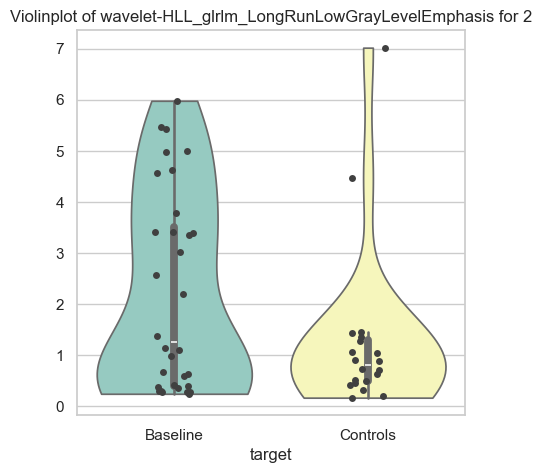 Violinplot of wavelet-HLL_glrlm_LongRunLowGrayLevelEmphasis for 2
7
6
5
4
3
2
1
0
Baseline Controls
target